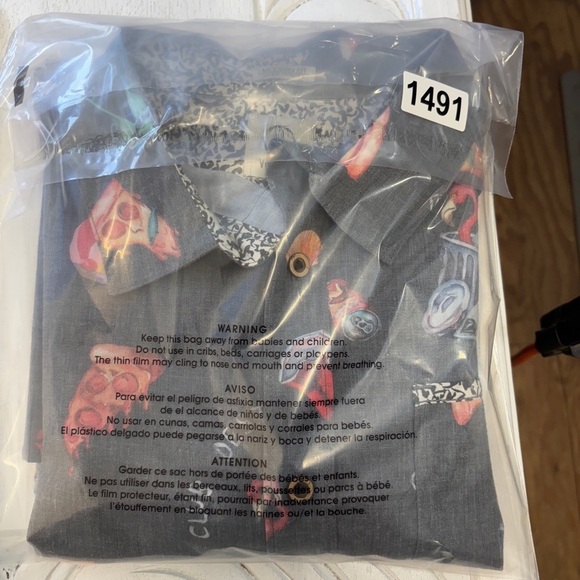 1491
WARNING
Keep this bag away from babies and children.
Do not use in cribs, beds, carriages or playpens.
The thin film may cling to nose and mouth and prevent breathing.
AVISO
Para evitar el peligro de asfixia mantener siempre fuera
de el alcance de niños y de bebés.
No usar en cunas, camas, carriolas y corrales para bebés.
El plástico delgado puede pegarse a la nariz y boca y detener la respiración.
ATTENTION
Garder ce sac hors de portée des bébés et enfants.
Ne pas utiliser dans les berceaux, lits, poussettes ou parcs à bébé.
Le film protecteur, étant fin, pourrait par inadvertance provoquer
l'étouffement en bloquant les narines ou et la bouche.